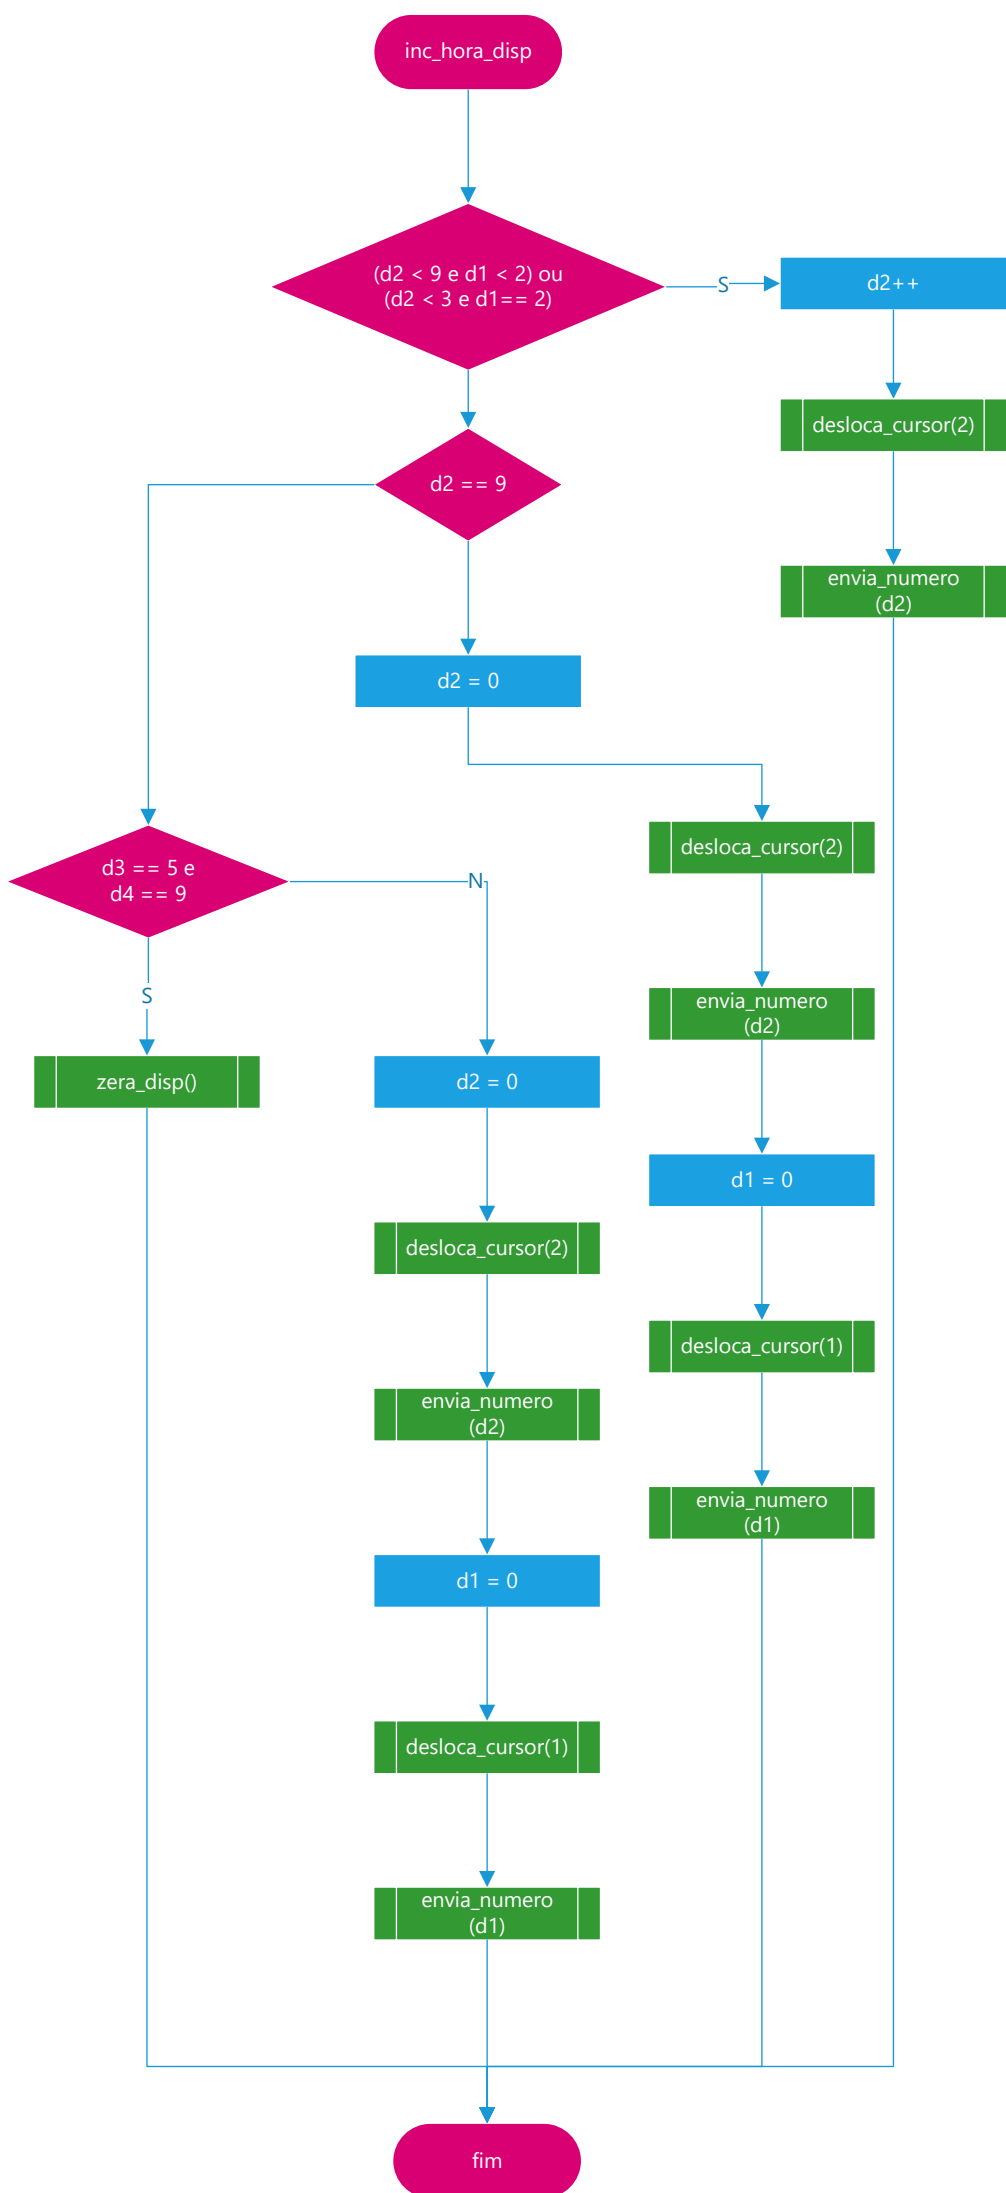 inc_hora_disp
(d2 < 9 e d1 < 2) ou
(d2 < 3 e d1== 2)
S
d2++
desloca_cursor(2)
envia_numero
(d2)
d2 == 9
d2 = 0
desloca_cursor(2)
envia_numero
(d2)
d1 = 0
desloca_cursor(1)
envia_numero
(d1)
d3 == 5 e
d4 == 9
N
S
zera_disp()
d2 = 0
desloca_cursor(2)
envia_numero
(d2)
d1 = 0
desloca_cursor(1)
envia_numero
(d1)
fim